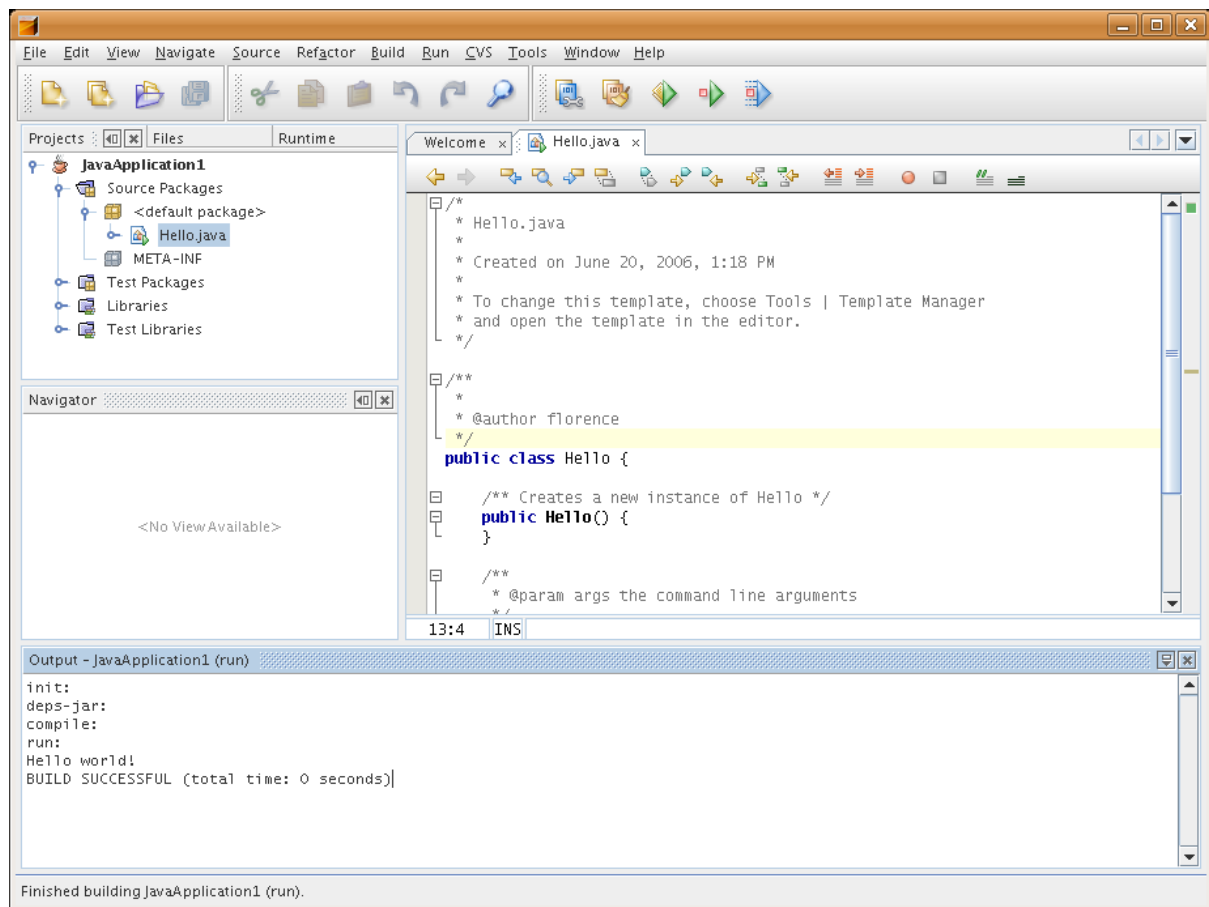 File Edit View Navigate Source Refactor Build Run CVS Tools Window Help
Projects Files Runtime
JavaApplication1
Source Packages
<default package>
Hello.java
META-INF
Test Packages
Libraries
Test Libraries
Navigator
<No View Available>
Welcome Hello.java
/*
* Hello.java
*
* Created on June 20, 2006, 1:18 PM
*
* To change this template, choose Tools | Template Manager
* and open the template in the editor.
*/
/**
*
* @author florence
*/
public class Hello {
/** Creates a new instance of Hello */
public Hello() {
}
/**
* @param args the command line arguments
*/
13:4 INS
Output - JavaApplication1 (run)
init:
deps-jar:
compile:
run:
Hello world!
BUILD SUCCESSFUL (total time: 0 seconds)
Finished building JavaApplication1 (run).